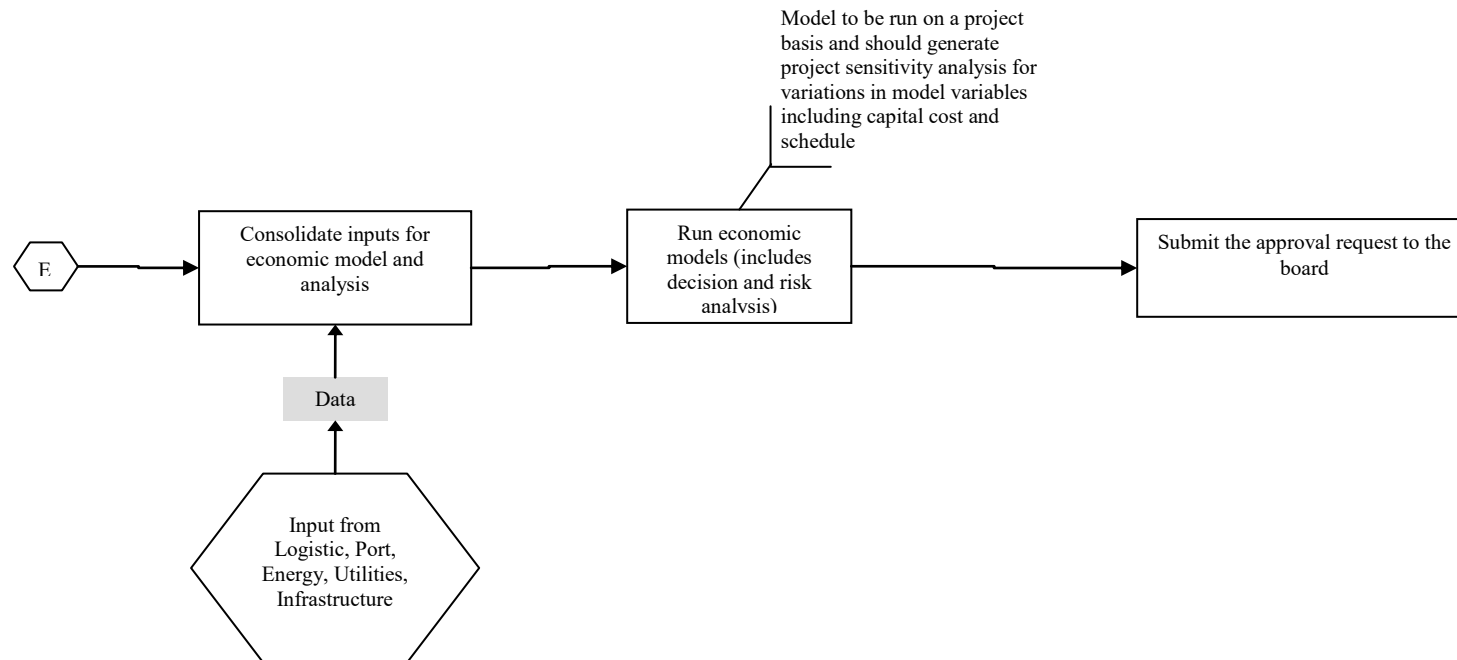 Model to be run on a project
basis and should generate
project sensitivity analysis for
variations in model variables
including capital cost and
schedule
E
Consolidate inputs for
economic model and
analysis
Run economic
models (includes
decision and risk
analysis)
Submit the approval request to the
board
Data
Input from
Logistic, Port,
Energy, Utilities,
Infrastructure